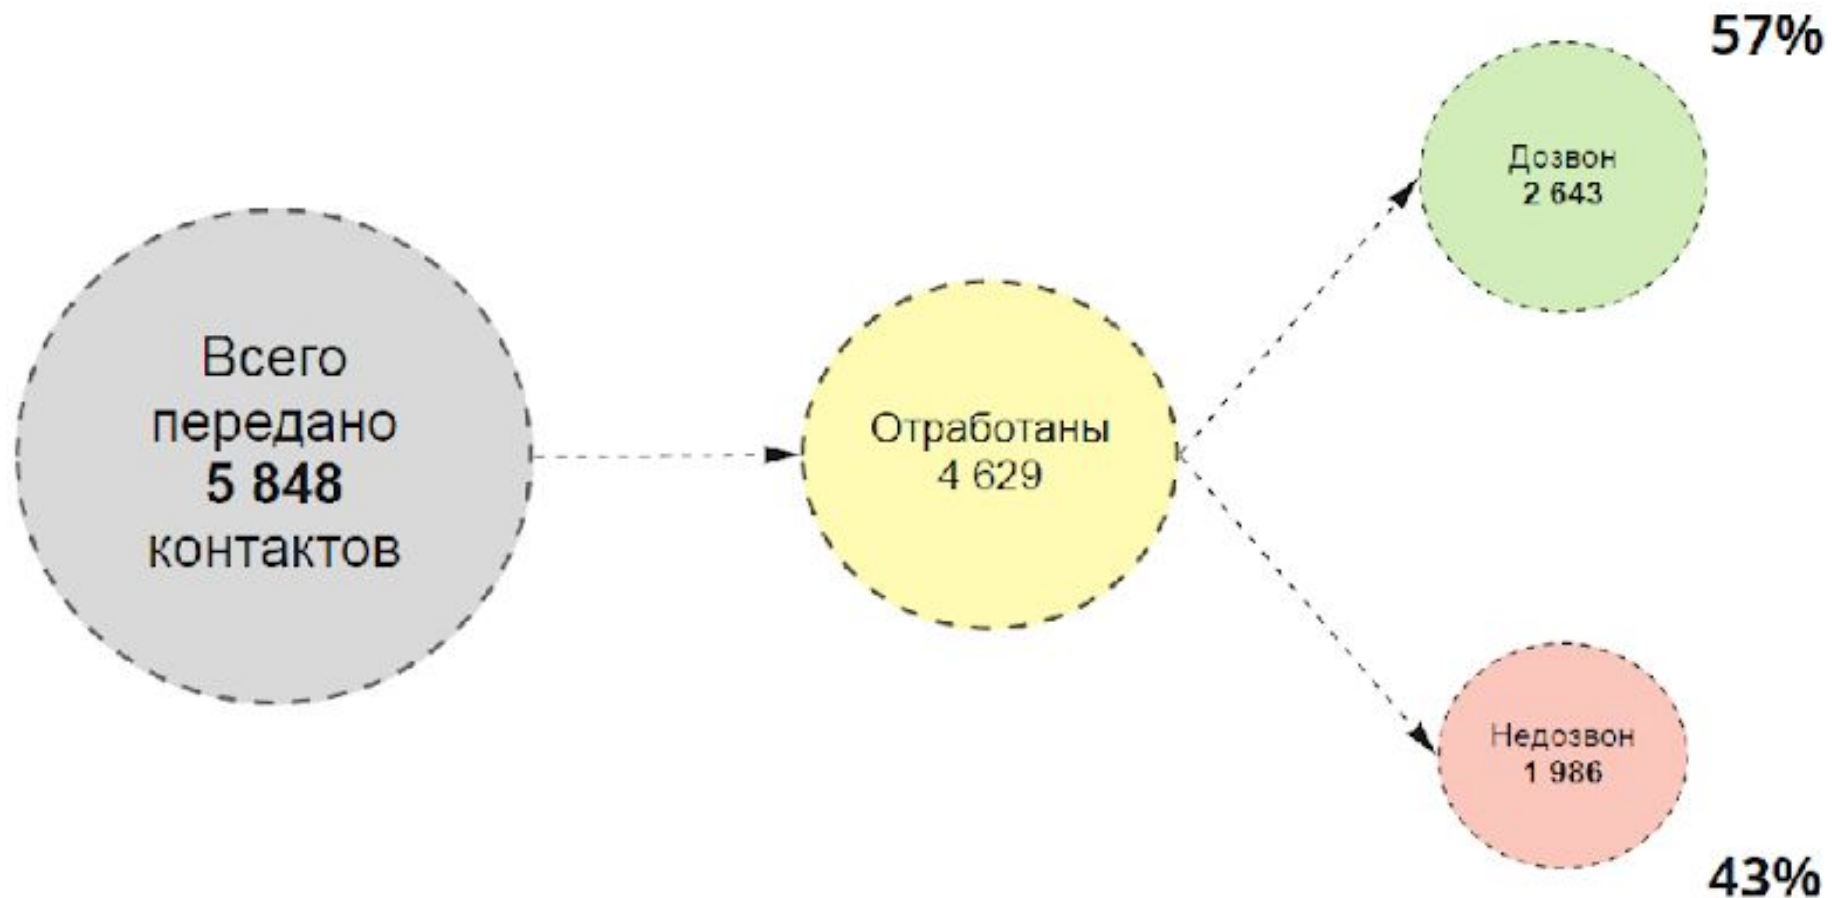 57%
Дозвон
2 643
Всего
передано
5 848
контактов
Отработаны
4 629
Недозвон
1 986
43%